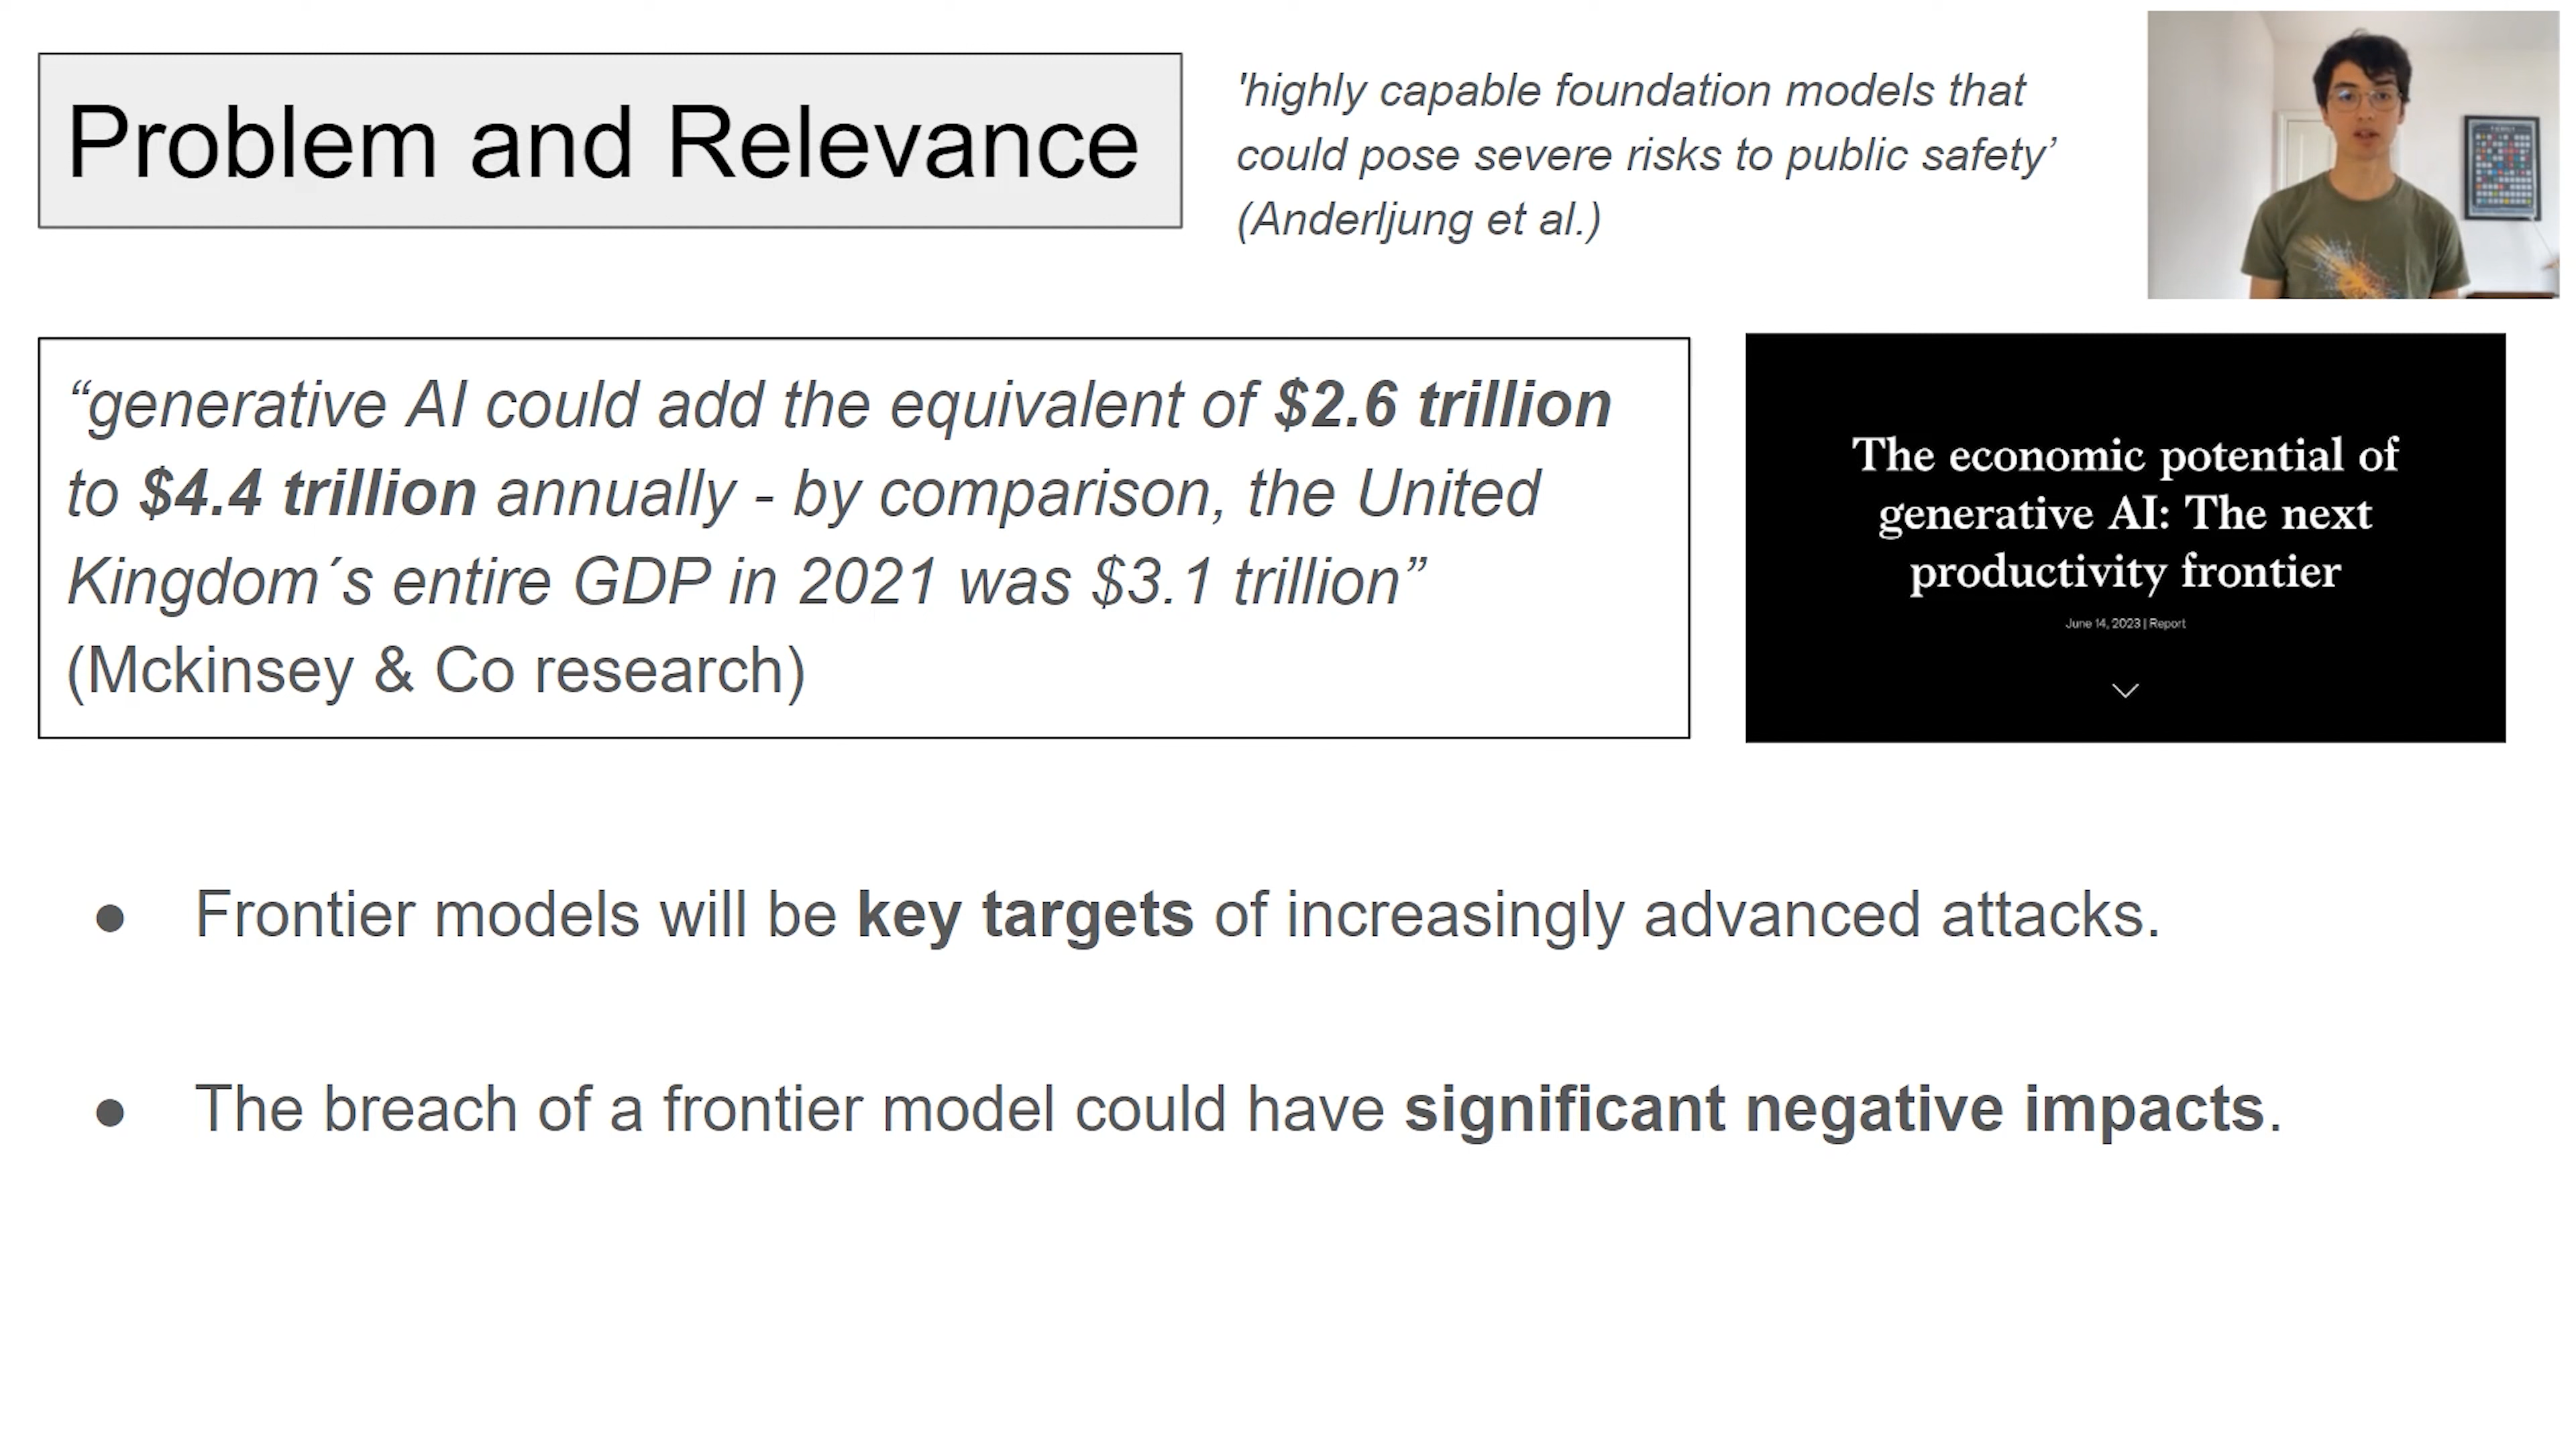 Problem and Relevance
'highly capable foundation models that
could pose severe risks to public safety’
(Anderljung et al.)
“generative AI could add the equivalent of $2.6 trillion
to $4.4 trillion annually - by comparison, the United
Kingdom´s entire GDP in 2021 was $3.1 trillion”
(Mckinsey & Co research)
The economic potential of
generative AI: The next
productivity frontier
June 14, 2023 | Report
● Frontier models will be key targets of increasingly advanced attacks.
● The breach of a frontier model could have significant negative impacts.